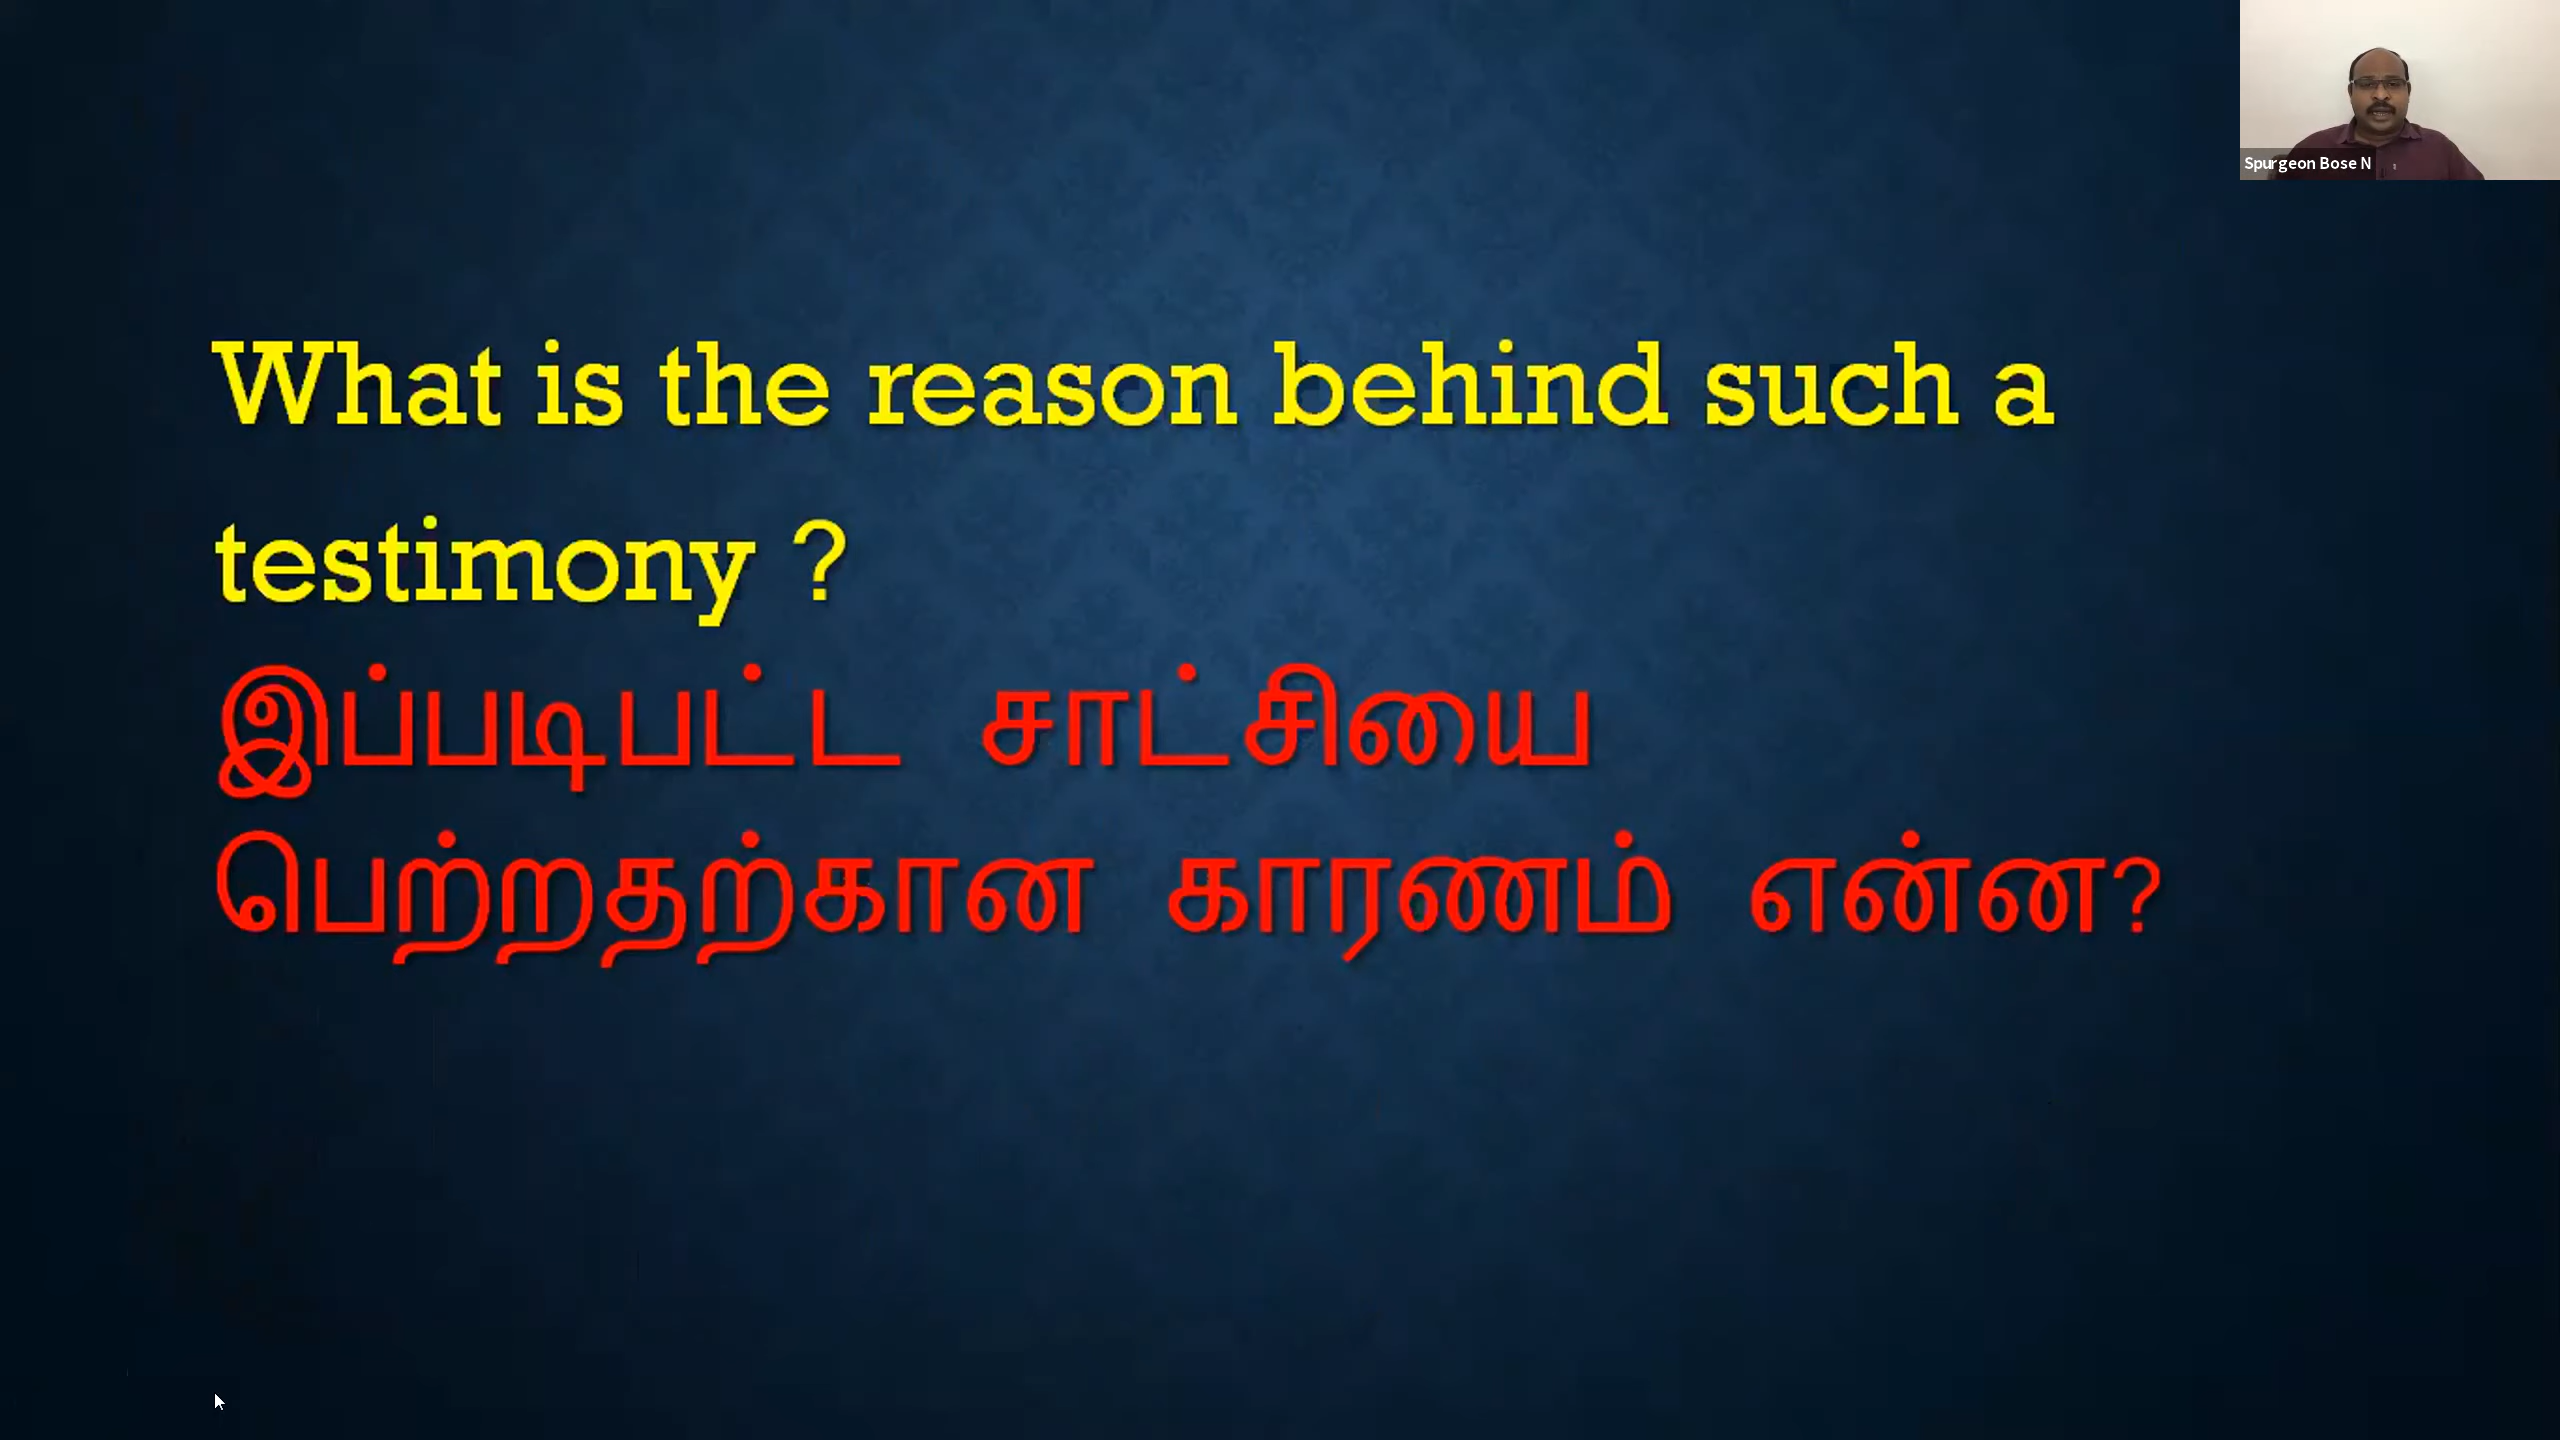 Spurgeon Bose N
What is the reason behind such a
testimony ?
இப்படிபட்ட சாட்சியை
பெற்றதற்கான காரணம் என்ன?